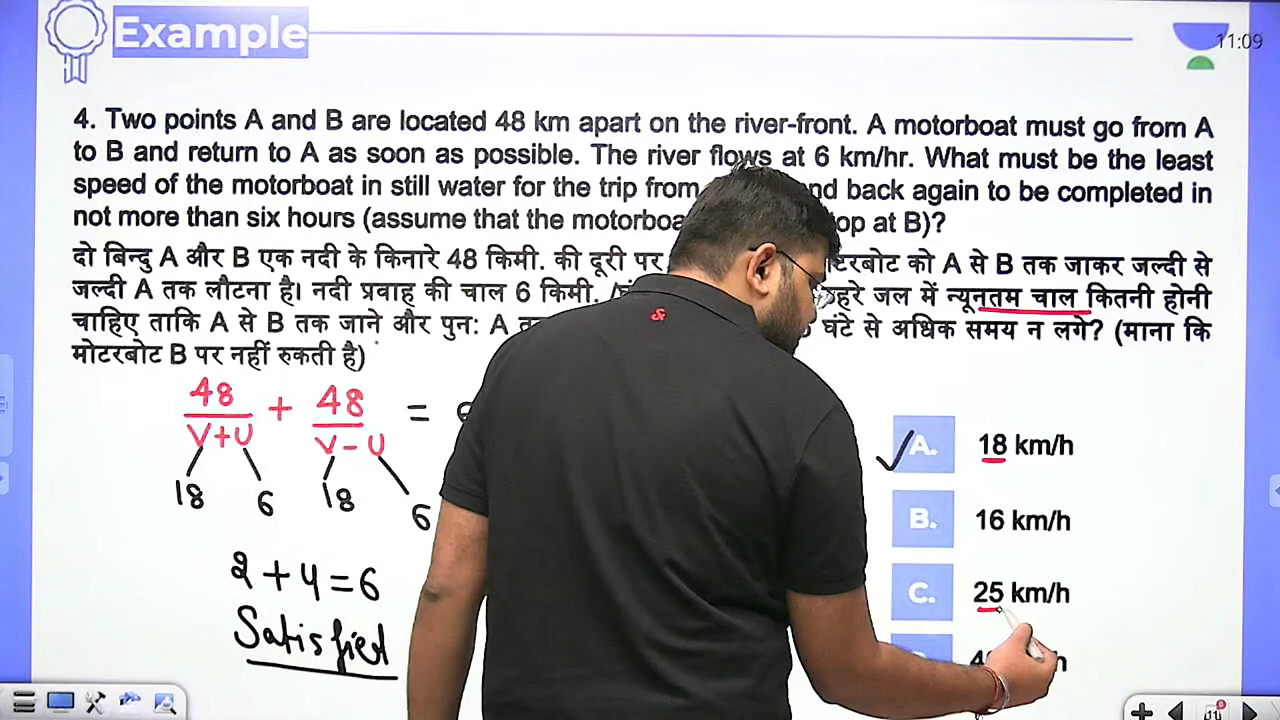 Example
11:09
4. Two points A and B are located 48 km apart on the river-front. A motorboat must go from A
to B and return to A as soon as possible. The river flows at 6 km/hr. What must be the least
speed of the motorboat in still water for the trip from nd back again to be completed in
not more than six hours (assume that the motorboa op at B)?
दो बिन्दु A और B एक नदी के किनारे 48 किमी. की दूरी पर टरबोट को A से B तक जाकर जल्दी से
जल्दी A तक लौटना है। नदी प्रवाह की चाल 6 किमी. हरे जल में न्यूनतम चाल कितनी होनी
चाहिए ताकि A से B तक जाने और पुन: A घंटे से अधिक समय न लगे? (माना कि
मोटरबोट B पर नहीं रुकती है)
48 + 48 =
V+U V-U
18 6 18 6
2+4=6
Satisfied
A. 18 km/h
B. 16 km/h
C. 25 km/h